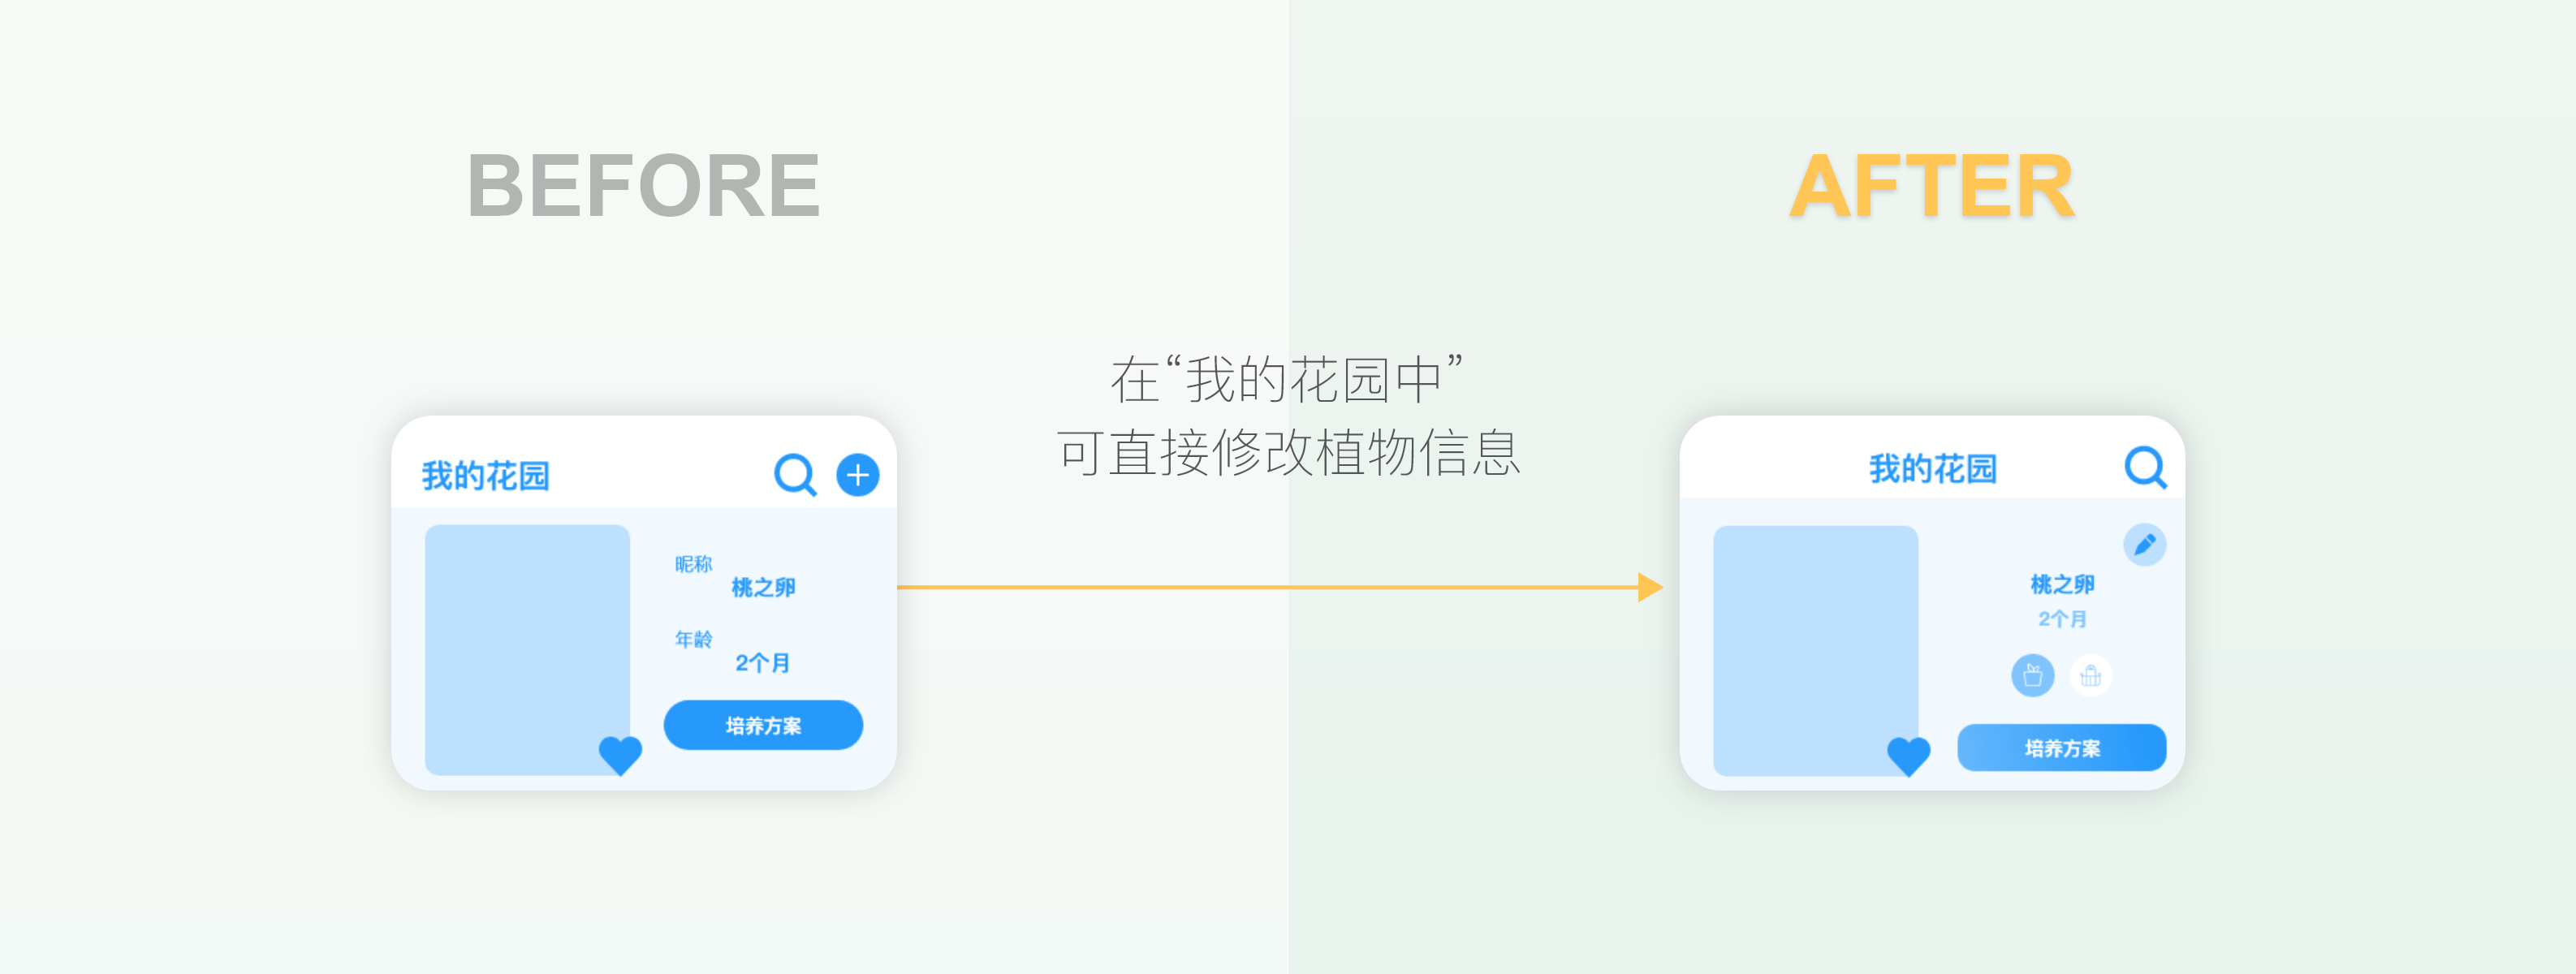 BEFORE
AFTER
在“我的花园中”
可直接修改植物信息
我的花园
昵称
桃之卵
年龄
2个月
培养方案
我的花园
桃之卵
2个月
培养方案